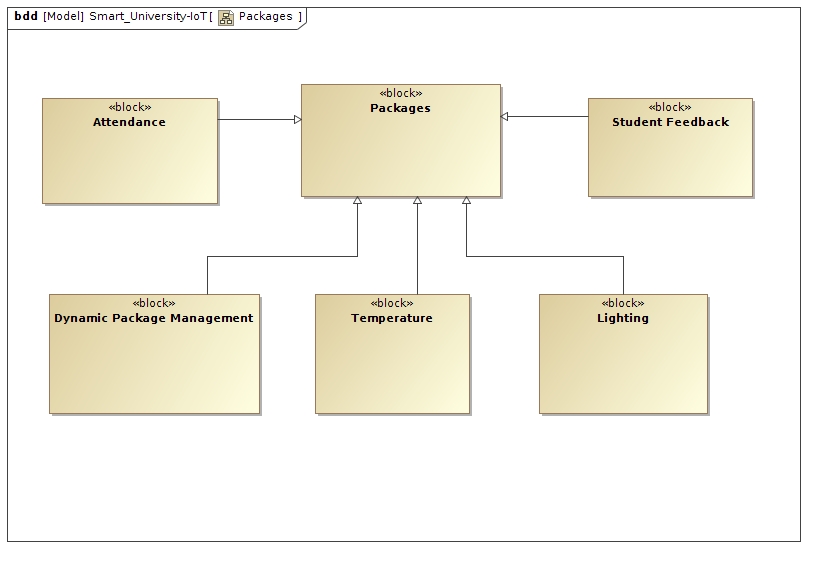 bdd [Model] Smart_University-IoT[ Packages ]
«block»
Attendance
«block»
Packages
«block»
Student Feedback
«block»
Dynamic Package Management
«block»
Temperature
«block»
Lighting